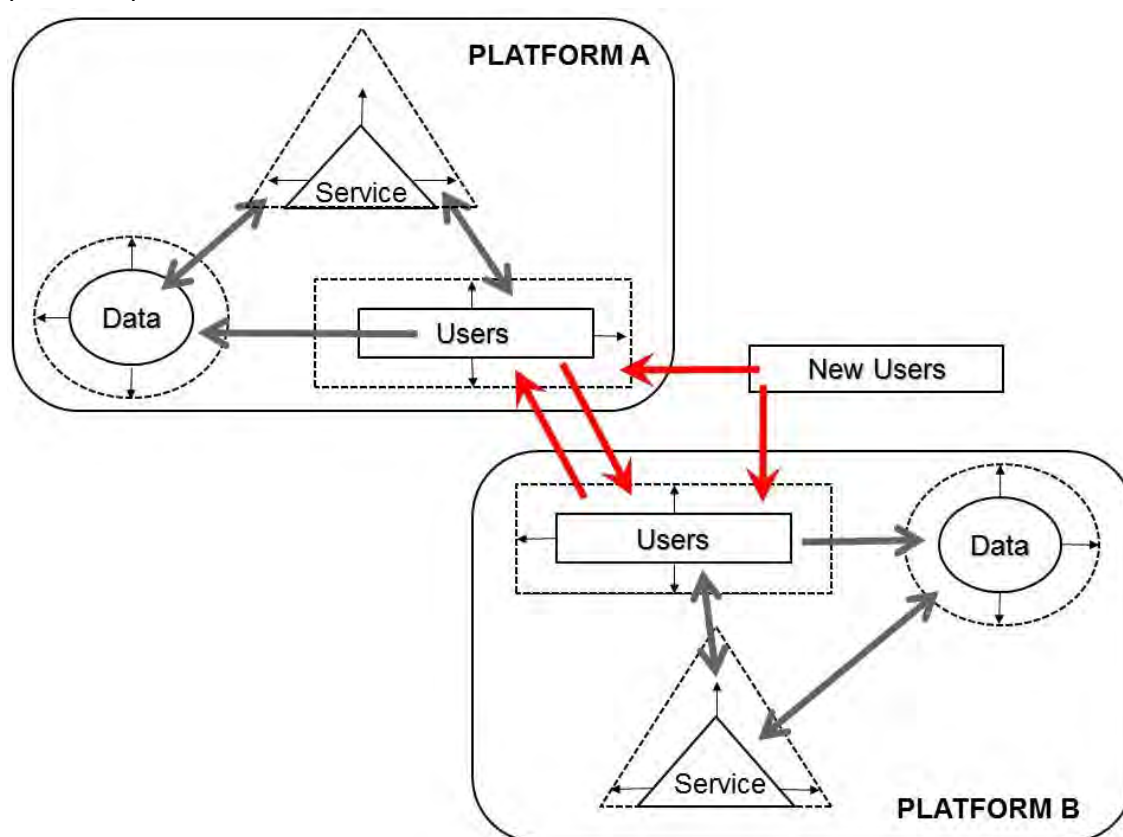 PLATFORM A
Service
Data
Users
New Users
Users
Data
Service
PLATFORM B